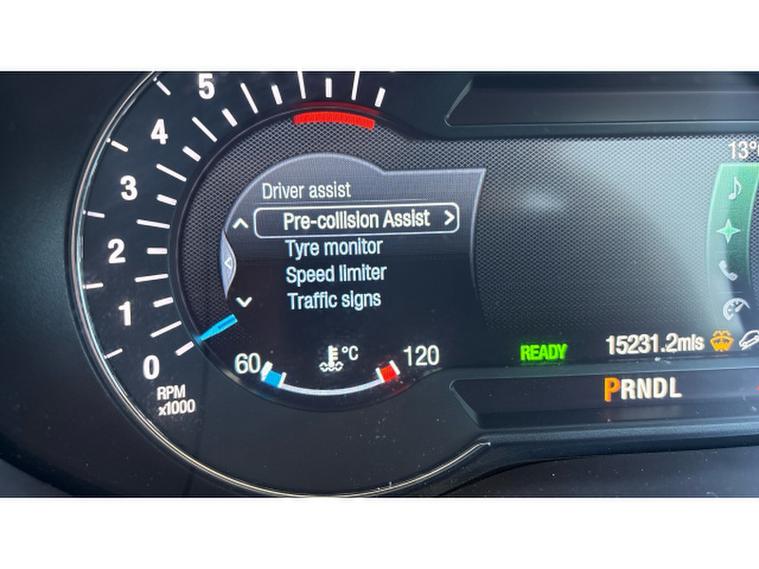 5
4
3
2
1
0
RPM
x1000
Driver assist
Pre-collision Assist >
Tyre monitor
Speed limiter
Traffic signs
60 °C 120
13°
READY 15231.2mls
PRNDL